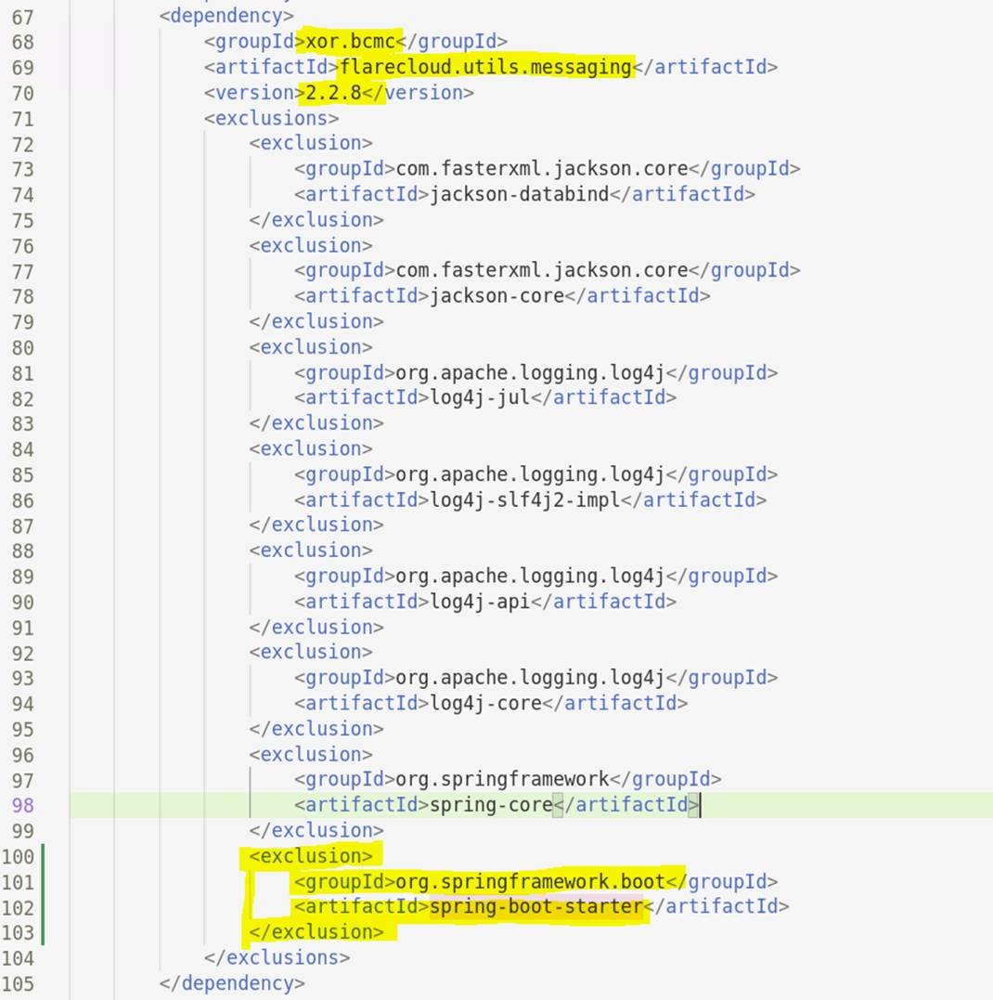 67 <dependency>
68 <groupId>xor.bcmc</groupId>
69 <artifactId>flarecloud.utils.messaging</artifactId>
70 <version>2.2.8</version>
71 <exclusions>
72 <exclusion>
73 <groupId>com.fasterxml.jackson.core</groupId>
74 <artifactId>jackson-databind</artifactId>
75 </exclusion>
76 <exclusion>
77 <groupId>com.fasterxml.jackson.core</groupId>
78 <artifactId>jackson-core</artifactId>
79 </exclusion>
80 <exclusion>
81 <groupId>org.apache.logging.log4j</groupId>
82 <artifactId>log4j-jul</artifactId>
83 </exclusion>
84 <exclusion>
85 <groupId>org.apache.logging.log4j</groupId>
86 <artifactId>log4j-slf4j2-impl</artifactId>
87 </exclusion>
88 <exclusion>
89 <groupId>org.apache.logging.log4j</groupId>
90 <artifactId>log4j-api</artifactId>
91 </exclusion>
92 <exclusion>
93 <groupId>org.apache.logging.log4j</groupId>
94 <artifactId>log4j-core</artifactId>
95 </exclusion>
96 <exclusion>
97 <groupId>org.springframework</groupId>
98 <artifactId>spring-core</artifactId>
99 </exclusion>
100 <exclusion>
101 <groupId>org.springframework.boot</groupId>
102 <artifactId>spring-boot-starter</artifactId>
103 </exclusion>
104 </exclusions>
105 </dependency>